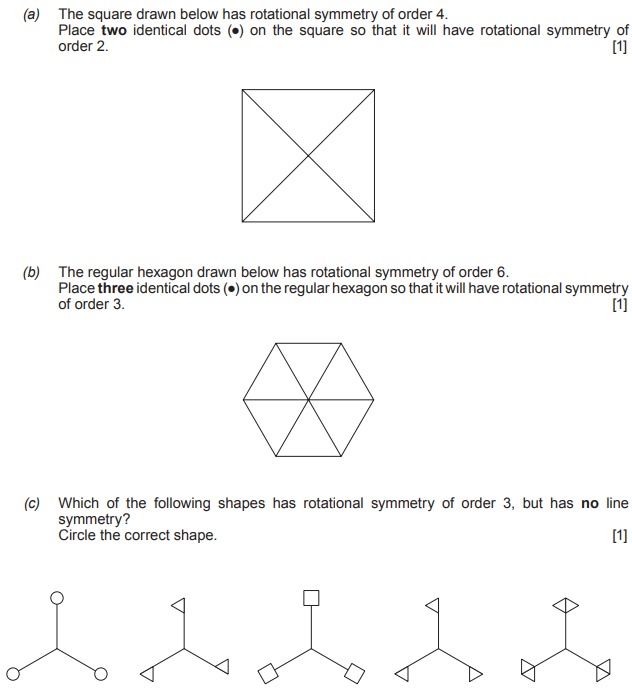 (a) The square drawn below has rotational symmetry of order 4.
Place two identical dots (●) on the square so that it will have rotational symmetry of
order 2. [1]
(b) The regular hexagon drawn below has rotational symmetry of order 6.
Place three identical dots (●) on the regular hexagon so that it will have rotational symmetry
of order 3. [1]
(c) Which of the following shapes has rotational symmetry of order 3, but has no line
symmetry?
Circle the correct shape. [1]